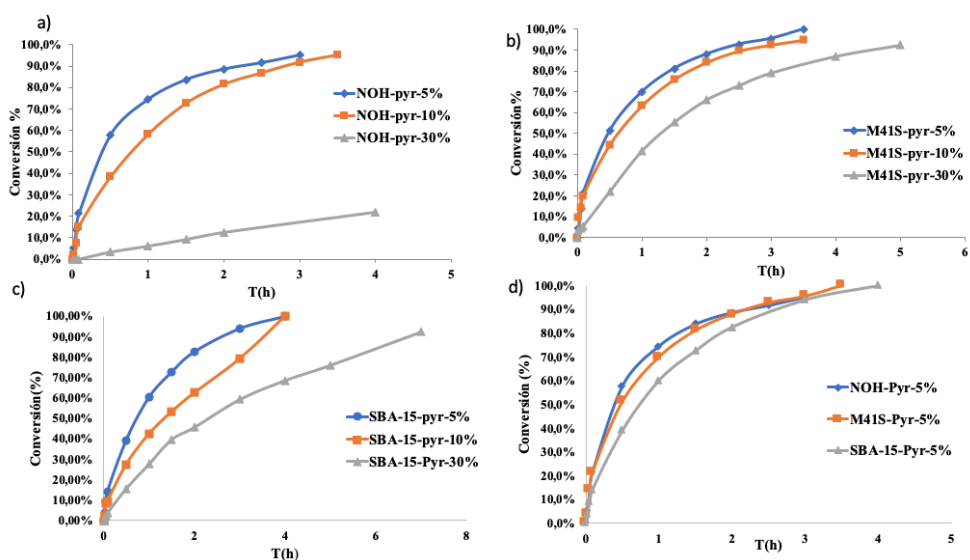 a)
Conversión %
100,0%
90,0%
80,0%
70,0%
60,0%
50,0%
40,0%
30,0%
20,0%
10,0%
0,0%
0 1 2 3 4 5
T(h)
NOH-pyr-5%
NOH-pyr-10%
NOH-pyr-30%
b)
Conversión%
100,0%
90,0%
80,0%
70,0%
60,0%
50,0%
40,0%
30,0%
20,0%
10,0%
0,0%
0 1 2 3 4 5 6
T(h)
M41S-pyr-5%
M41S-pyr-10%
M41S-pyr-30%
c)
Conversión(%)
100,00%
90,00%
80,00%
70,00%
60,00%
50,00%
40,00%
30,00%
20,00%
10,00%
0,00%
0 2 4 6 8
T(h)
SBA-15-pyr-5%
SBA-15-pyr-10%
SBA-15-Pyr-30%
d)
Conversión (%)
100,0%
90,0%
80,0%
70,0%
60,0%
50,0%
40,0%
30,0%
20,0%
10,0%
0,0%
0 1 2 3 4 5
T(h)
NOH-Pyr-5%
M41S-Pyr-5%
SBA-15-Pyr-5%